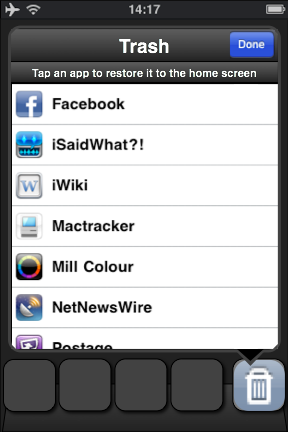 14:17
Trash
Done
Tap an app to restore it to the home screen
Facebook
iSaidWhat?!
iWiki
Mactracker
Mill Colour
NetNewsWire
Postage